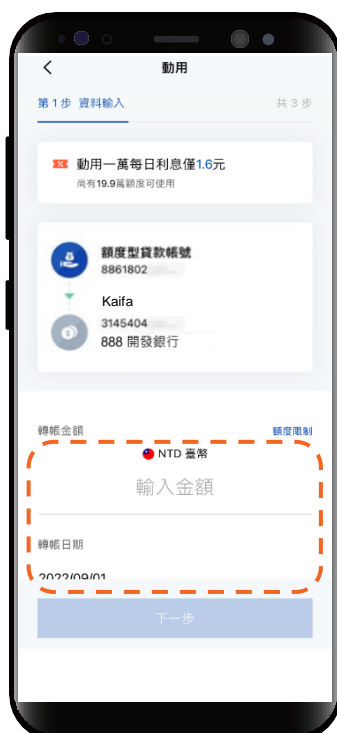 動用
第1步 資料輸入
共3步
動用一萬每日利息僅1.6元
尚有19.9萬額度可使用
額度型貸款帳號
8861802
Kaifa
3145404
888 開發銀行
轉帳金額
額度限制
NTD 臺幣
輸入金額
轉帳日期
2022/09/01
下一步